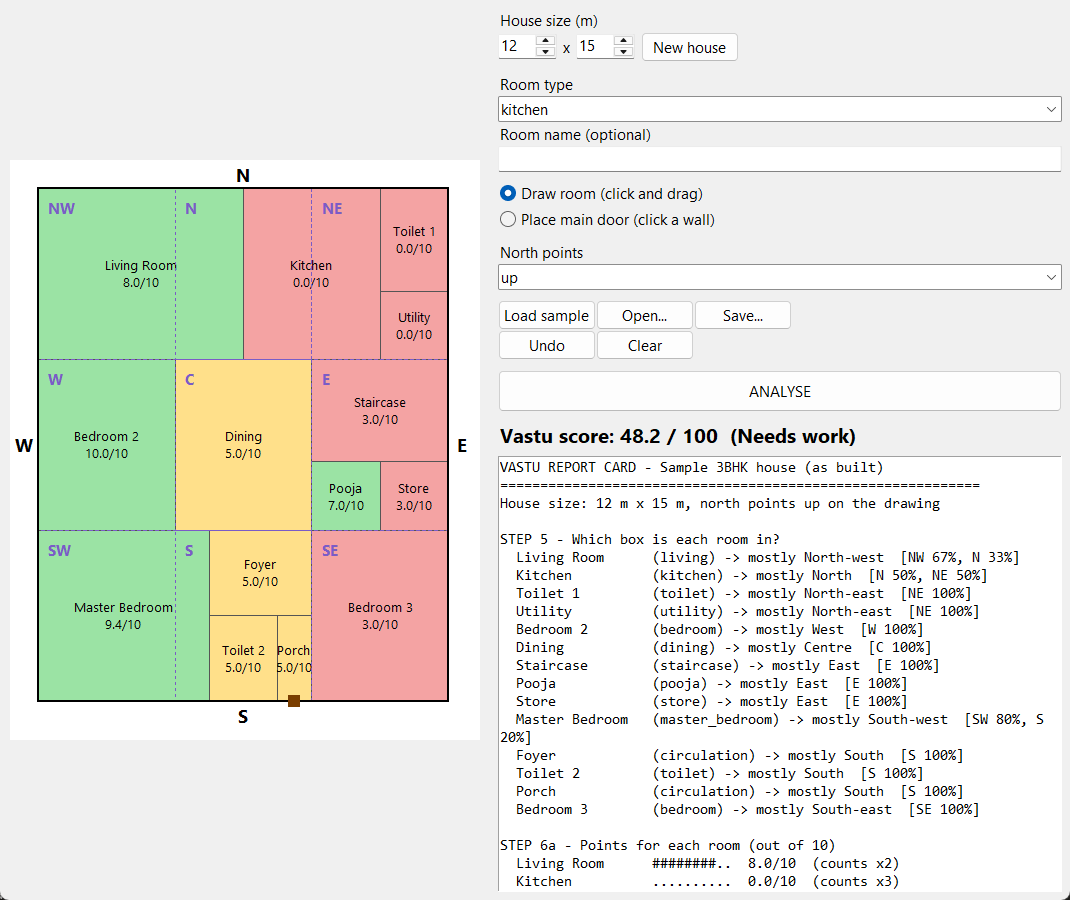 House size (m)
12 x 15 New house
Room type
kitchen
Room name (optional)
Draw room (click and drag)
Place main door (click a wall)
North points
up
Load sample Open... Save...
Undo Clear
ANALYSE
Vastu score: 48.2 / 100 (Needs work)
VASTU REPORT CARD - Sample 3BHK house (as built)
============================================================
House size: 12 m x 15 m, north points up on the drawing
STEP 5 - Which box is each room in?
Living Room (living) -> mostly North-west [NW 67%, N 33%]
Kitchen (kitchen) -> mostly North [N 50%, NE 50%]
Toilet 1 (toilet) -> mostly North-east [NE 100%]
Utility (utility) -> mostly North-east [NE 100%]
Bedroom 2 (bedroom) -> mostly West [W 100%]
Dining (dining) -> mostly Centre [C 100%]
Staircase (staircase) -> mostly East [E 100%]
Pooja (pooja) -> mostly East [E 100%]
Store (store) -> mostly East [E 100%]
Master Bedroom (master_bedroom) -> mostly South-west [SW 80%, S
20%]
Foyer (circulation) -> mostly South [S 100%]
Toilet 2 (toilet) -> mostly South [S 100%]
Porch (circulation) -> mostly South [S 100%]
Bedroom 3 (bedroom) -> mostly South-east [SE 100%]
STEP 6a - Points for each room (out of 10)
Living Room ########.. 8.0/10 (counts x2)
Kitchen .......... 0.0/10 (counts x3)
N
NW N NE
Living Room
8.0/10
Kitchen
0.0/10
Toilet 1
0.0/10
Utility
0.0/10
W
W C E
E
Bedroom 2
10.0/10
Dining
5.0/10
Staircase
3.0/10
Pooja
7.0/10
Store
3.0/10
SW S SE
Master Bedroom
9.4/10
Foyer
5.0/10
Toilet 2
5.0/10
Porch
5.0/10
Bedroom 3
3.0/10
S